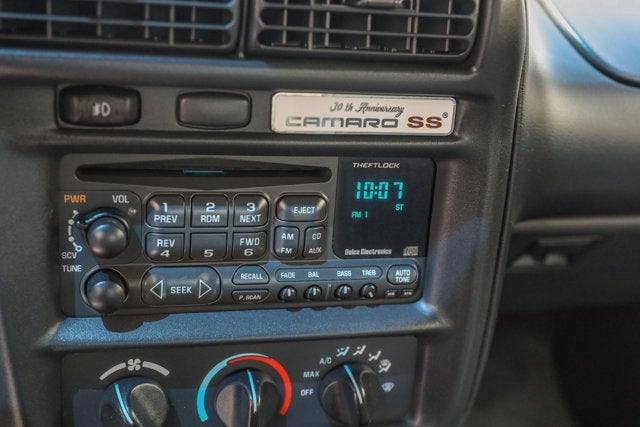 30th Anniversary
CAMARO SS®
THEFTLOCK
PWR VOL
SCV
TUNE
1 PREV
2 RDM
3 NEXT
EJECT
REV 4
5
FWD 6
AM FM
CD AUX
10:07
FM 1 ST
Delco Electronics
SEEK
RECALL
P.SCAN
FADE BAL BASS TREB
AUTO TONE
A/C
MAX
OFF